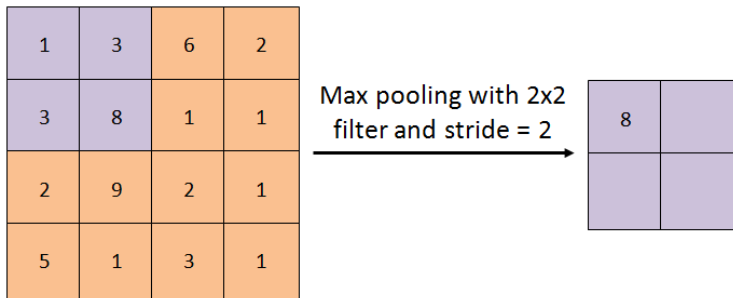 1 3 6 2
3 8 1 1
2 9 2 1
5 1 3 1
Max pooling with 2x2
filter and stride = 2
8